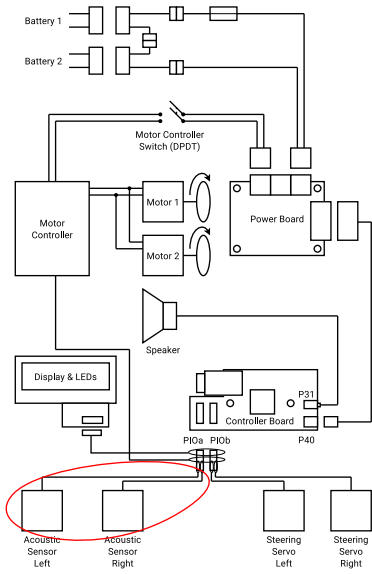 Battery 1
Battery 2
Motor Controller
Switch (DPDT)
Motor
Controller
Motor 1
Motor 2
Power Board
Speaker
Display & LEDs
P31
Controller Board
PIOa
PIOb
P40
Acoustic
Sensor
Left
Acoustic
Sensor
Right
Steering
Servo
Left
Steering
Servo
Right